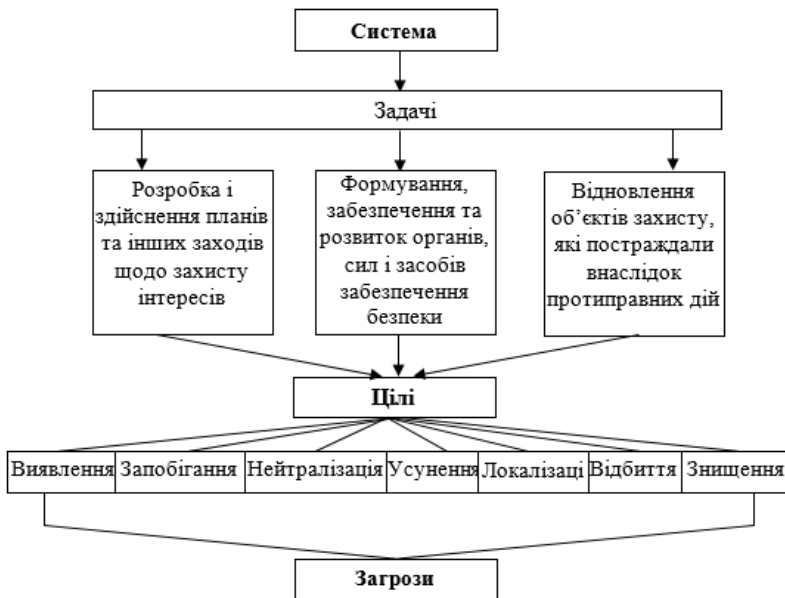 Система
Задачі
Розробка і
здійснення планів
та інших заходів
щодо захисту
інтересів
Формування,
забезпечення та
розвиток органів,
сил і засобів
забезпечення
безпеки
Відновлення
об’єктів захисту,
які постраждали
внаслідок
протиправних дій
Цілі
Виявлення Запобігання Нейтралізація Усунення Локалізаці Відбиття Знищення
Загрози